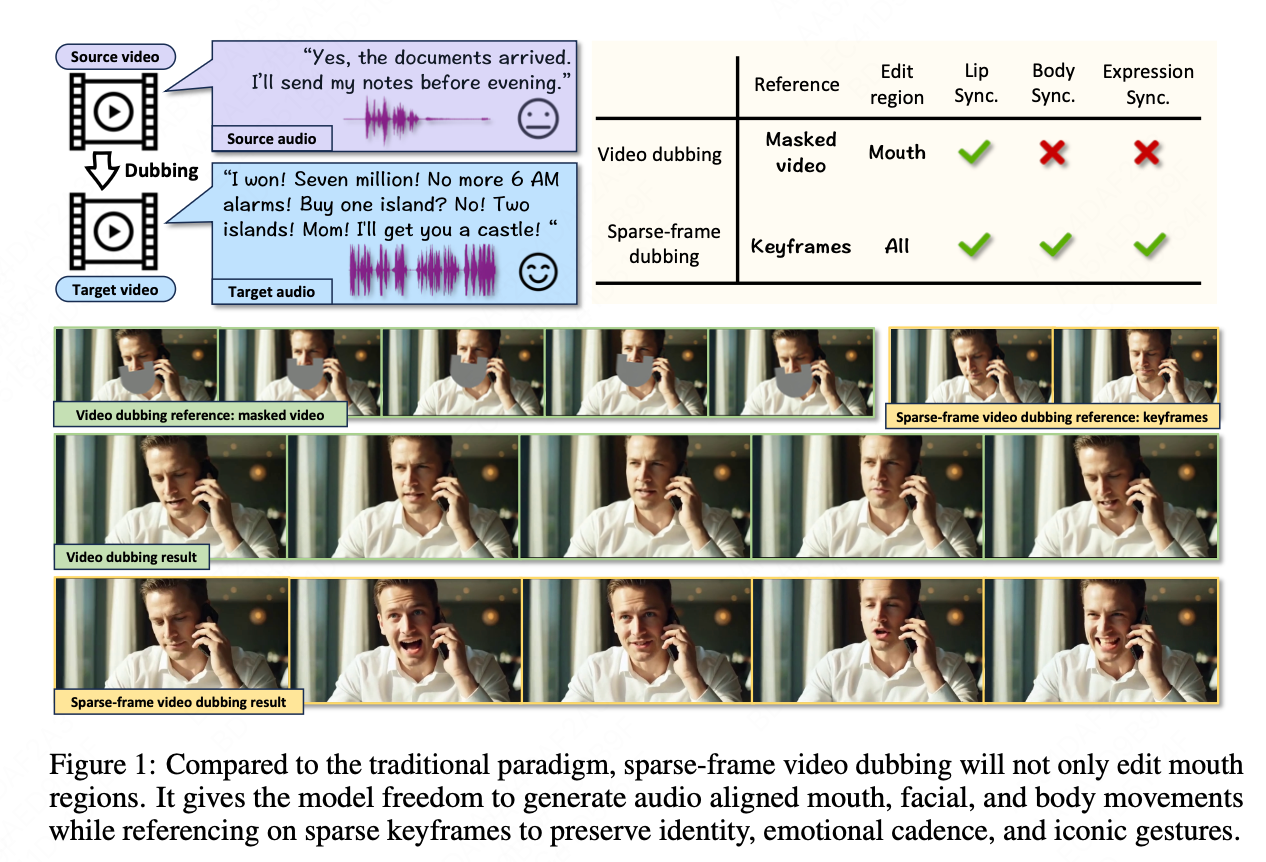 Source video
“Yes, the documents arrived.
I’ll send my notes before evening.”
Source audio
Dubbing
“I won! Seven million! No more 6 AM
alarms! Buy one island? No! Two
islands! Mom! I'll get you a castle! “
Target audio
Target video
Reference
Edit
region
Lip
Sync.
Body
Sync.
Expression
Sync.
Video dubbing
Masked
video
Mouth
Sparse-frame
dubbing
Keyframes
All
Video dubbing reference: masked video
Sparse-frame video dubbing reference: keyframes
Video dubbing result
Sparse-frame video dubbing result
Figure 1: Compared to the traditional paradigm, sparse-frame video dubbing will not only edit mouth
regions. It gives the model freedom to generate audio aligned mouth, facial, and body movements
while referencing on sparse keyframes to preserve identity, emotional cadence, and iconic gestures.